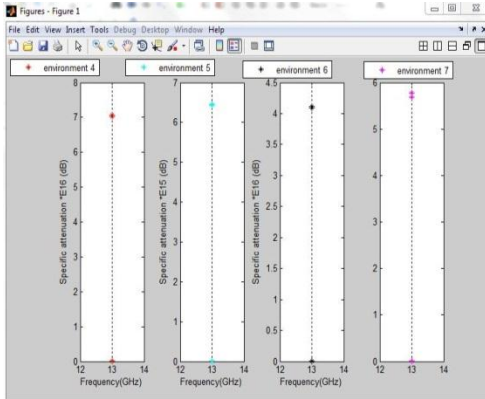 Figures - Figure 1
File Edit View Insert Tools Debug Desktop Window Help
environment 4
environment 5
environment 6
environment 7
8
7
6
5
4
3
2
1
0
Specific attenuation *E16 (dB)
12 13 14
Frequency(GHz)
7
6
5
4
3
2
1
0
Specific attenuation *E15 (dB)
12 13 14
Frequency(GHz)
4.5
4
3.5
3
2.5
2
1.5
1
0.5
0
Specific attenuation *E16 (dB)
12 13 14
Frequency(GHz)
6
5
4
3
2
1
0
12 13 14
Frequency(GHz)